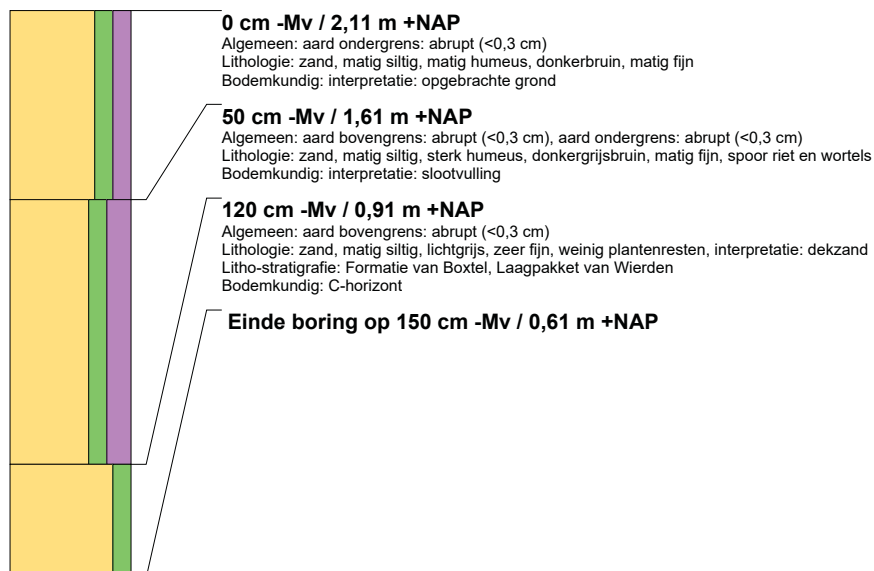 0 cm -Mv / 2,11 m +NAP
Algemeen: aard ondergrens: abrupt (<0,3 cm)
Lithologie: zand, matig siltig, matig humeus, donkerbruin, matig fijn
Bodemkundig: interpretatie: opgebrachte grond
50 cm -Mv / 1,61 m +NAP
Algemeen: aard bovengrens: abrupt (<0,3 cm), aard ondergrens: abrupt (<0,3 cm)
Lithologie: zand, matig siltig, sterk humeus, donkergrijsbruin, matig fijn, spoor riet en wortels
Bodemkundig: interpretatie: slootvulling
120 cm -Mv / 0,91 m +NAP
Algemeen: aard bovengrens: abrupt (<0,3 cm)
Lithologie: zand, matig siltig, lichtgrijs, zeer fijn, weinig plantenresten, interpretatie: dekzand
Litho-stratigrafie: Formatie van Boxtel, Laagpakket van Wierden
Bodemkundig: C-horizont
Einde boring op 150 cm -Mv / 0,61 m +NAP